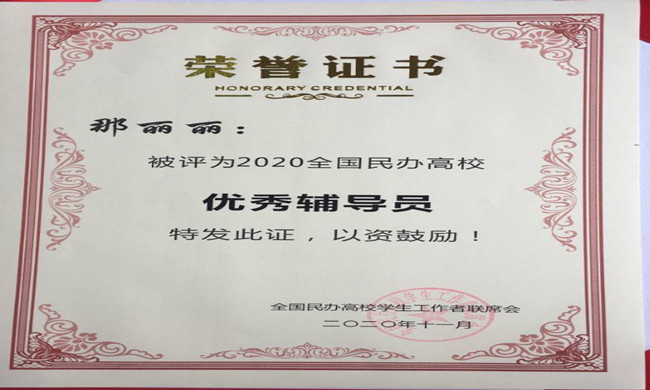 荣誉证书
HONORARY CREDENTIAL
那丽丽：
被评为2020全国民办高校
优秀辅导员
特发此证，以资鼓励！
全国民办高校学生工作者联席会
二〇二〇年十一月